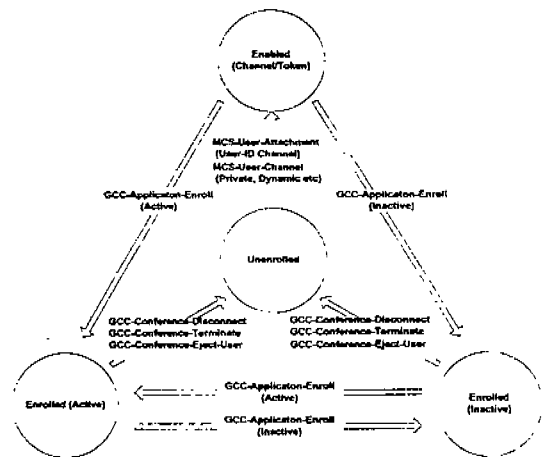 Enabled
(Channel/Token)
MCS-User-Attachment
(User-ID Channel)
MCS-User-Channel
(Private, Dynamic etc)
GCC-Applicaton-Enroll
(Active)
GCC-Applicaton-Enroll
(Inactive)
Unenrolled
GCC-Conference-Disconnect
GCC-Conference-Terminate
GCC-Conference-Eject-User
GCC-Conference-Disconnect
GCC-Conference-Terminate
GCC-Conference-Eject-User
Enrolled (Active)
GCC-Applicaton-Enroll
(Active)
GCC-Applicaton-Enroll
(Inactive)
Enrolled
(Inactive)